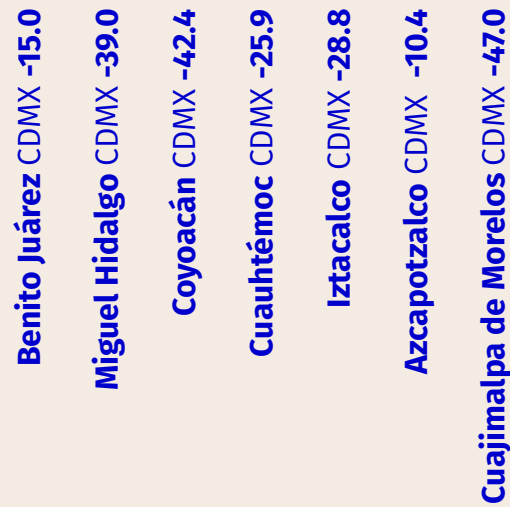 Benito Juárez CDMX -15.0
Miguel Hidalgo CDMX -39.0
Coyoacán CDMX -42.4
Cuauhtémoc CDMX -25.9
Iztacalco CDMX -28.8
Azcapotzalco CDMX -10.4
Cuajimalpa de Morelos CDMX -47.0